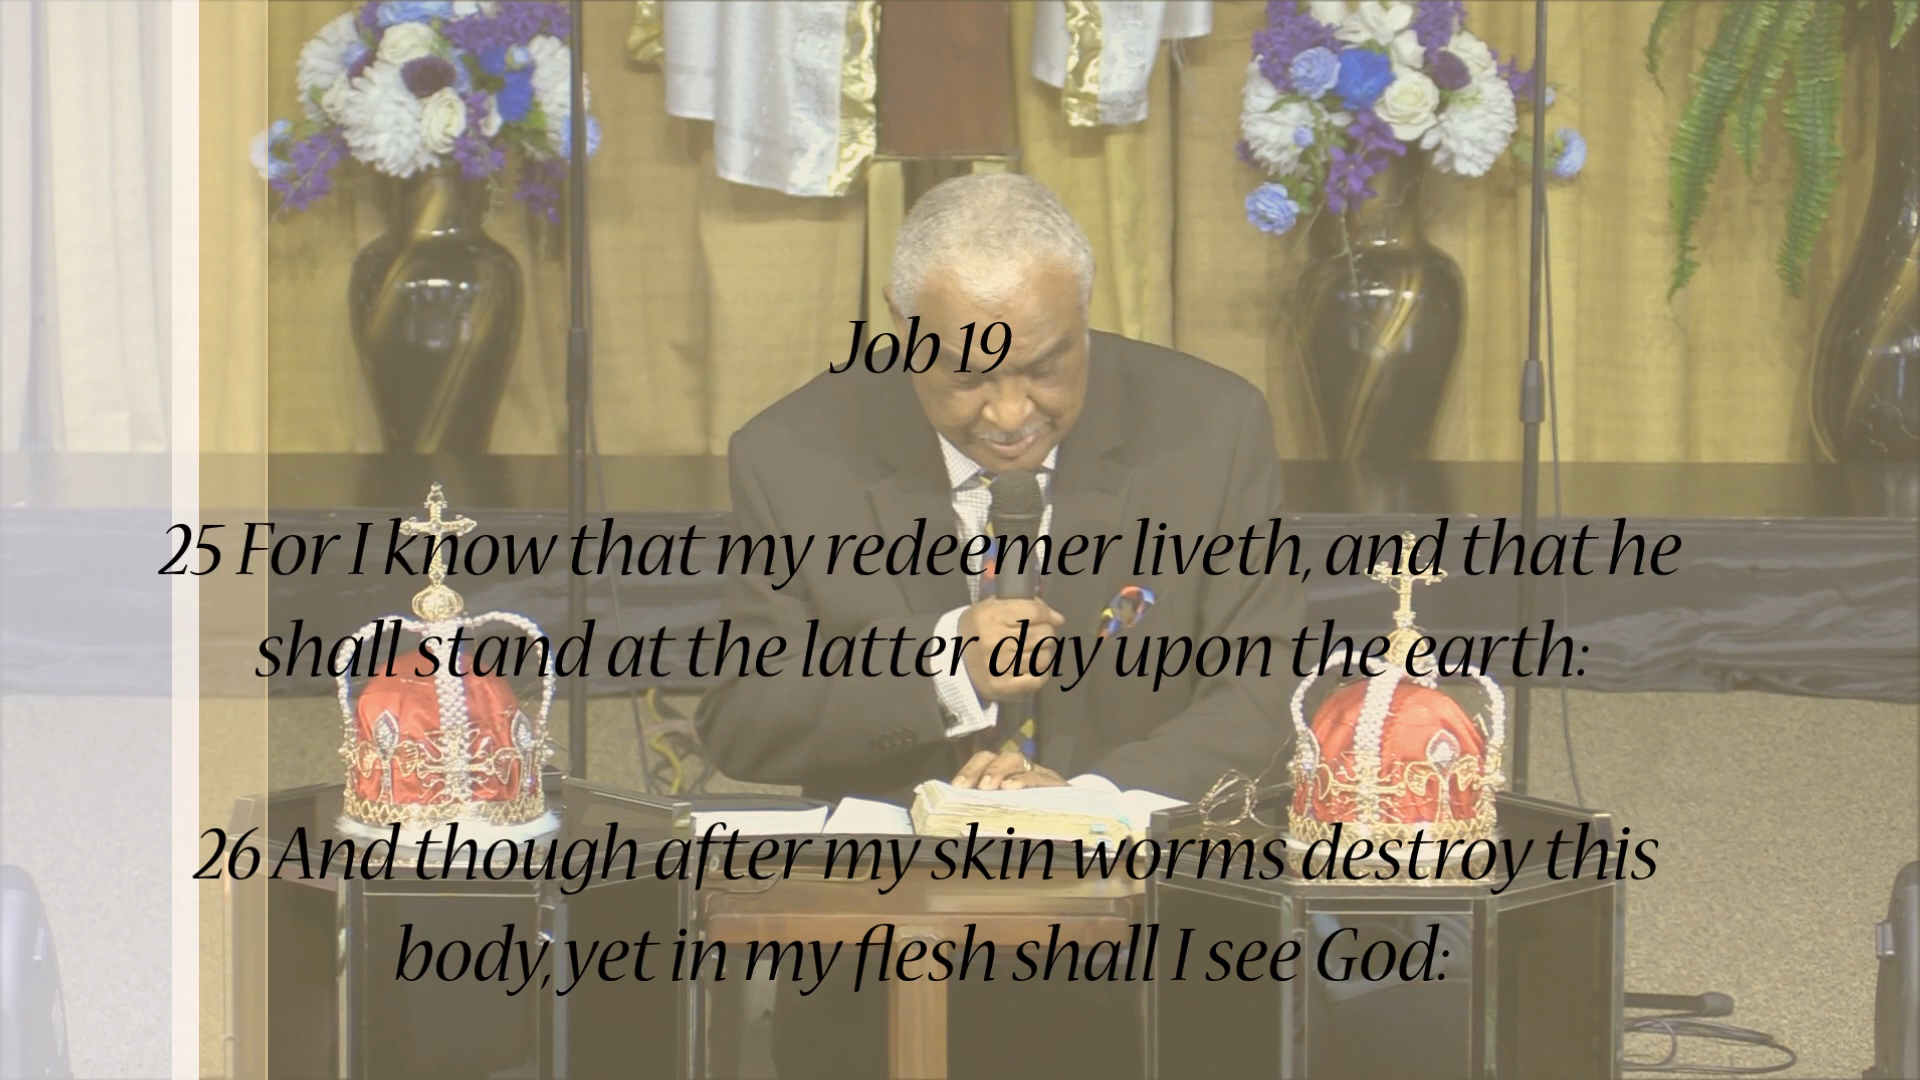 Job 19
25 For I know that my redeemer liveth, and that he
shall stand at the latter day upon the earth:
26 And though after my skin worms destroy this
body, yet in my flesh shall I see God: